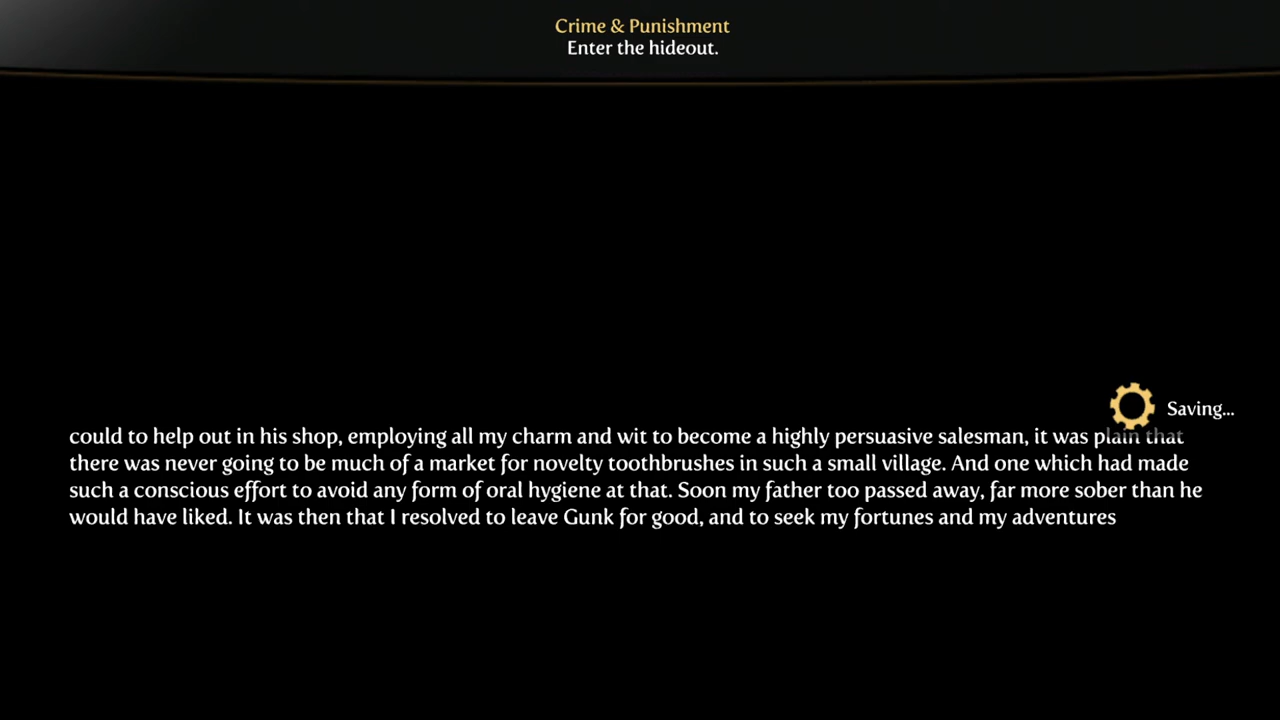 Crime & Punishment
Enter the hideout.
Saving...
could to help out in his shop, employing all my charm and wit to become a highly persuasive salesman, it was plain that
there was never going to be much of a market for novelty toothbrushes in such a small village. And one which had made
such a conscious effort to avoid any form of oral hygiene at that. Soon my father too passed away, far more sober than he
would have liked. It was then that I resolved to leave Gunk for good, and to seek my fortunes and my adventures